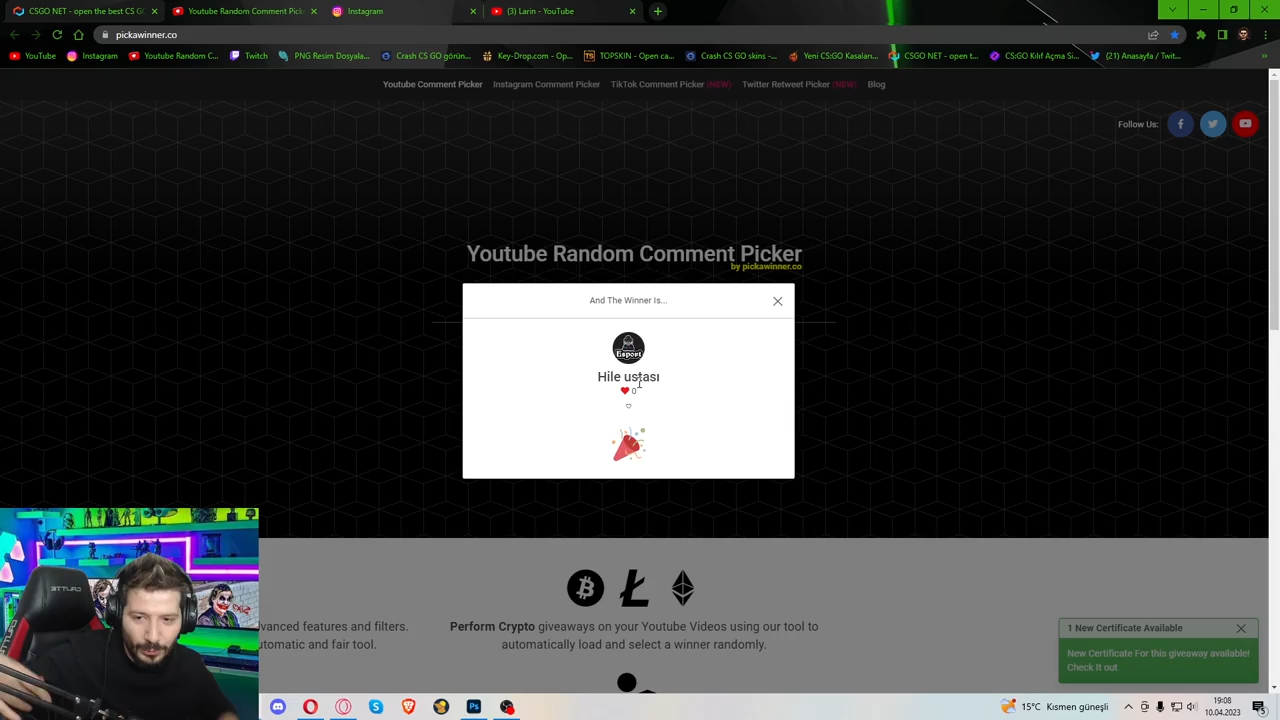 CSGO NET - open the best CS G
Youtube Random Comment Picker
Instagram
(3) Larin - YouTube
pickawinner.co
YouTube
Instagram
Youtube Random C...
Twitch
PNG Resim Dosyala...
Crash CS GO görün...
Key-Drop.com - Op...
TOPSKIN - Open ca...
Crash CS GO skins -...
Yeni CS:GO Kasaları...
CSGO NET - open t...
CS:GO Kılıf Açma Si...
(21) Anasayfa / Twit...
Youtube Comment Picker
Instagram Comment Picker
TikTok Comment Picker (NEW)
Twitter Retweet Picker (NEW)
Blog
Follow Us:
Youtube Random Comment Picker
by pickawinner.co
And The Winner Is...
Esport
Hile ustası
0
vanced features and filters.
utomatic and fair tool.
Perform Crypto giveaways on your Youtube Videos using our tool to
automatically load and select a winner randomly.
1 New Certificate Available
New Certificate For this giveaway available!
Check It out
15°C Kısmen güneşli
19:08
10.04.2023
5